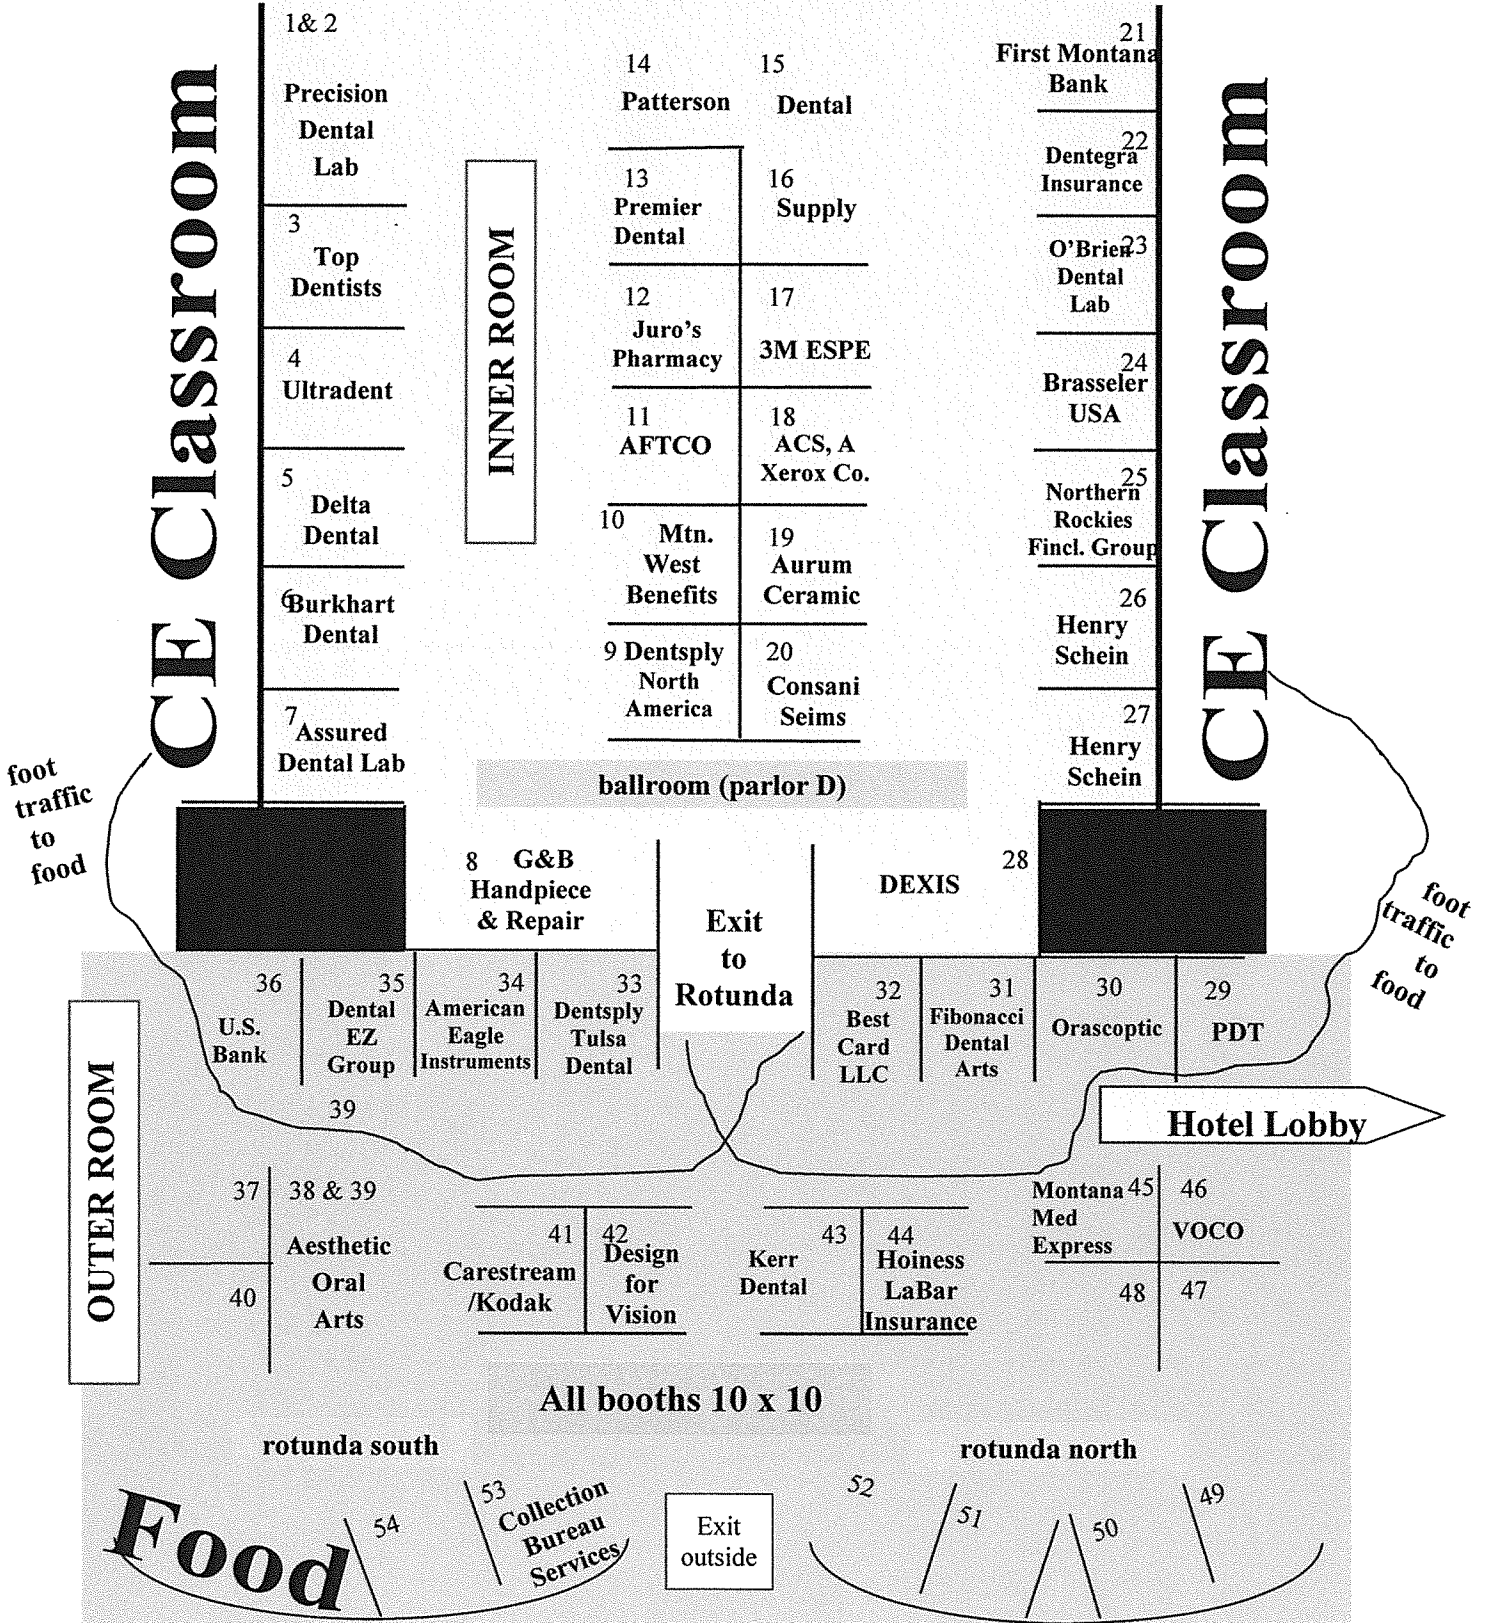 CE Classroom
1& 2
Precision
Dental
Lab
3
Top
Dentists
4
Ultradent
5
Delta
Dental
6
Burkhart
Dental
7
Assured
Dental Lab
INNER ROOM
14
Patterson
15
Dental
13
Premier
Dental
16
Supply
12
Juro's
Pharmacy
17
3M ESPE
11
AFTCO
18
ACS, A
Xerox Co.
10
Mtn.
West
Benefits
19
Aurum
Ceramic
9 Dentsply
North
America
20
Consani
Seims
21
First Montana
Bank
22
Dentegra
Insurance
23
O'Brien
Dental
Lab
24
Brasseler
USA
25
Northern
Rockies
Fincl. Group
26
Henry
Schein
27
Henry
Schein
CE Classroom
ballroom (parlor D)
foot
traffic
to
food
8 G&B
Handpiece
& Repair
Exit
to
Rotunda
28
DEXIS
foot
traffic
to
food
36
U.S.
Bank
35
Dental
EZ
Group
34
American
Eagle
Instruments
33
Dentsply
Tulsa
Dental
32
Best
Card
LLC
31
Fibonacci
Dental
Arts
30
Orascoptic
29
PDT
39
Hotel Lobby
OUTER ROOM
37
38 & 39
Aesthetic
Oral
Arts
40
41
Carestream
/Kodak
42
Design
for
Vision
43
Kerr
Dental
44
Hoiness
LaBar
Insurance
45
Montana
Med
Express
46
VOCO
48
47
All booths 10 x 10
rotunda south
rotunda north
Food
54
53
Collection
Bureau
Services
Exit
outside
52
51
50
49